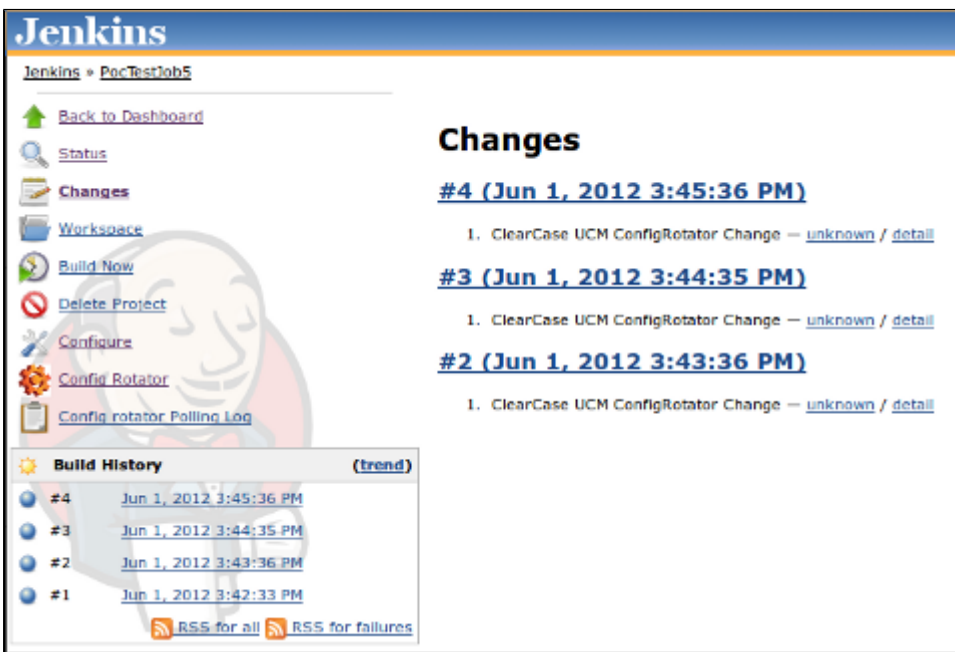 Jenkins
Jenkins » PocTestJob5
Back to Dashboard
Status
Changes
Workspace
Build Now
Delete Project
Configure
Config Rotator
Config rotator Polling Log
Build History (trend)
#4 Jun 1, 2012 3:45:36 PM
#3 Jun 1, 2012 3:44:35 PM
#2 Jun 1, 2012 3:43:36 PM
#1 Jun 1, 2012 3:42:33 PM
RSS for all RSS for failures
Changes
#4 (Jun 1, 2012 3:45:36 PM)
1. ClearCase UCM ConfigRotator Change — unknown / detail
#3 (Jun 1, 2012 3:44:35 PM)
1. ClearCase UCM ConfigRotator Change — unknown / detail
#2 (Jun 1, 2012 3:43:36 PM)
1. ClearCase UCM ConfigRotator Change — unknown / detail